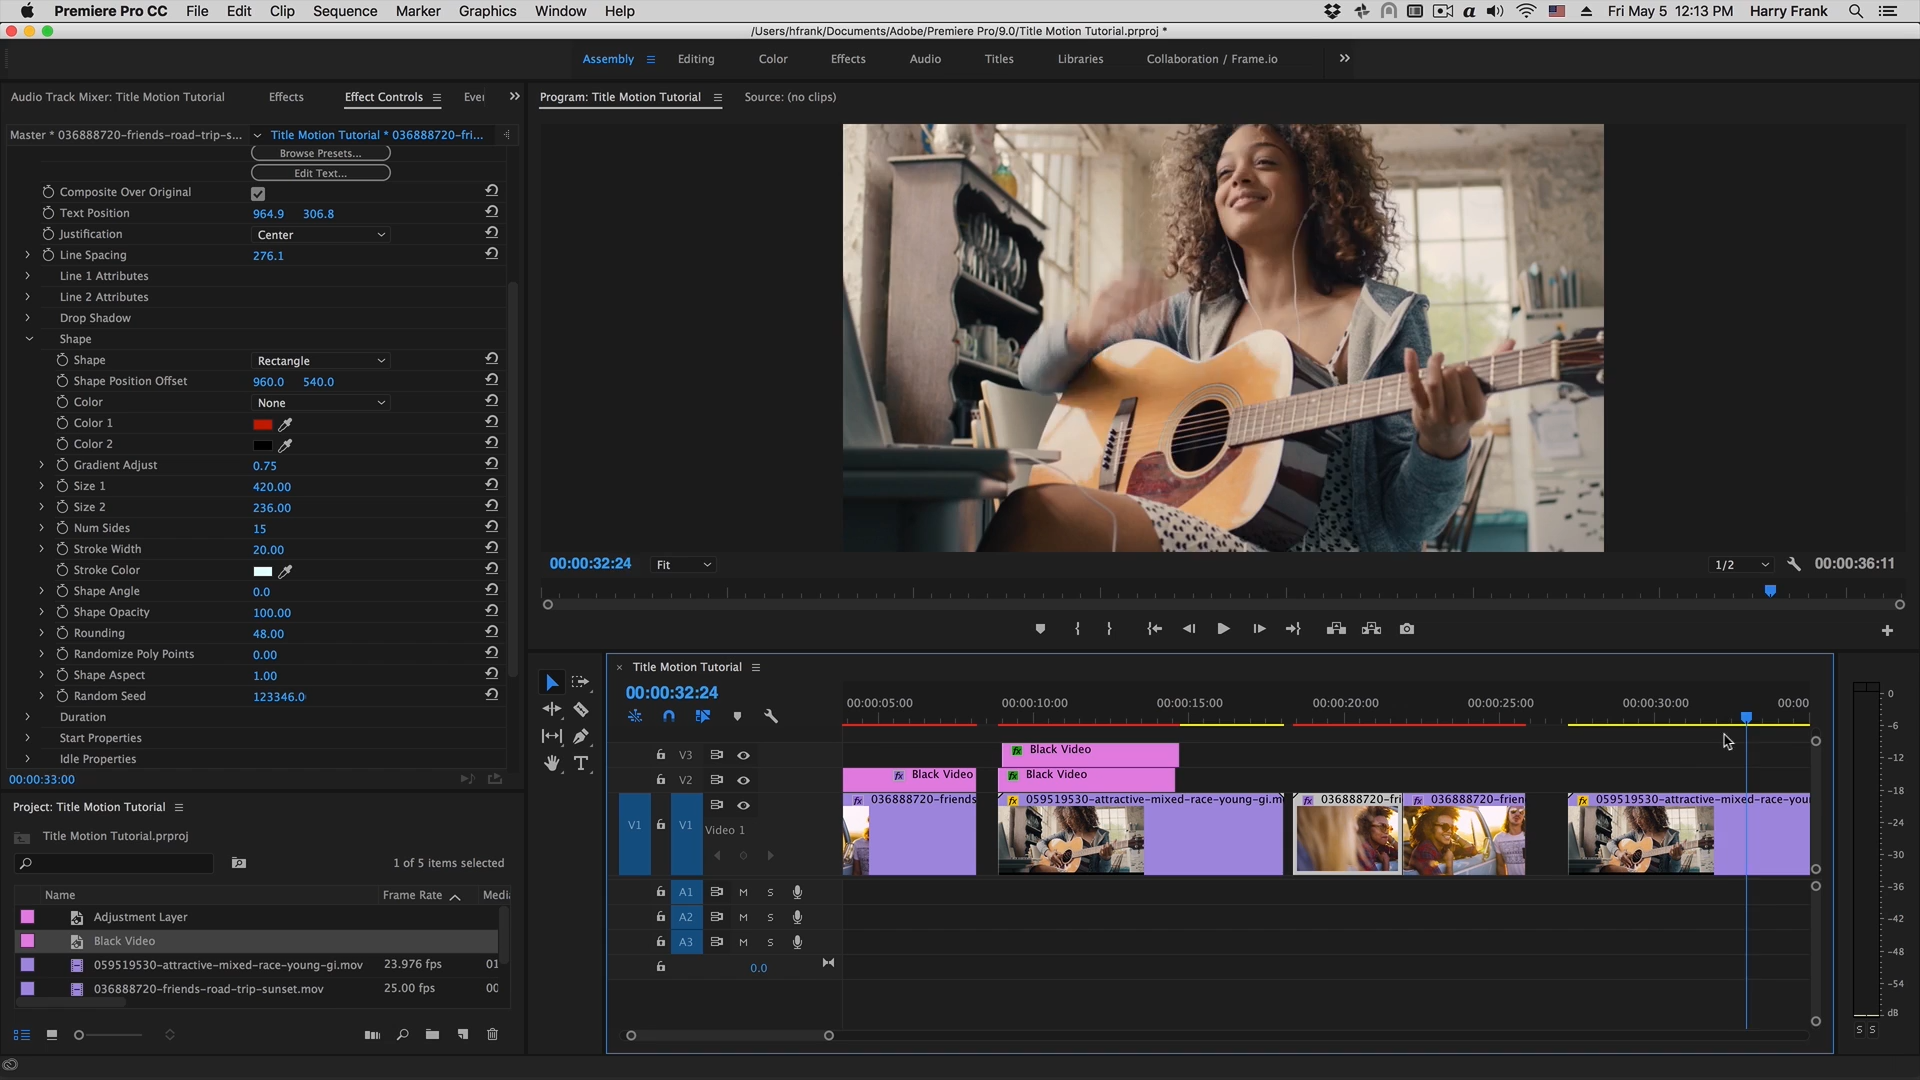 Premiere Pro CC File Edit Clip Sequence Marker Graphics Window Help
Fri May 5 12:13 PM Harry Frank
/Users/hfrank/Documents/Adobe/Premiere Pro/9.0/Title Motion Tutorial.prproj *
Assembly Editing Color Effects Audio Titles Libraries Collaboration / Frame.io
Audio Track Mixer: Title Motion Tutorial Effects Effect Controls
Program: Title Motion Tutorial Source: (no clips)
Master * 036888720-friends-road-trip-s... Title Motion Tutorial * 036888720-fri...
Browse Presets...
Edit Text...
Composite Over Original
Text Position 964.9 306.8
Justification Center
Line Spacing 276.1
Line 1 Attributes
Line 2 Attributes
Drop Shadow
Shape
Shape Rectangle
Shape Position Offset 960.0 540.0
Color None
Color 1
Color 2
Gradient Adjust 0.75
Size 1 420.00
Size 2 236.00
Num Sides 15
Stroke Width 20.00
Stroke Color
Shape Angle 0.0
Shape Opacity 100.00
Rounding 48.00
Randomize Poly Points 0.00
Shape Aspect 1.00
Random Seed 123346.0
Duration
Start Properties
Idle Properties
00:00:33:00
00:00:32:24 Fit 1/2 00:00:36:11
Project: Title Motion Tutorial
Title Motion Tutorial.prproj
1 of 5 items selected
Name Frame Rate Media
Adjustment Layer
Black Video
059519530-attractive-mixed-race-young-gi.mov 23.976 fps 01
036888720-friends-road-trip-sunset.mov 25.00 fps 00
Title Motion Tutorial
00:00:32:24
00:00:05:00 00:00:10:00 00:00:15:00 00:00:20:00 00:00:25:00 00:00:30:00 00:00
V3 fx Black Video
V2 fx Black Video fx Black Video
V1 V1 Video 1
fx 036888720-friends fx 059519530-attractive-mixed-race-young-gi.m fx 036888720-fri fx 036888720-frien fx 059519530-attractive-mixed-race-you
A1 M S
A2 M S
A3 M S
0.0
0
-6
-12
-18
-24
-30
-36
-42
-48
-54
dB
S S